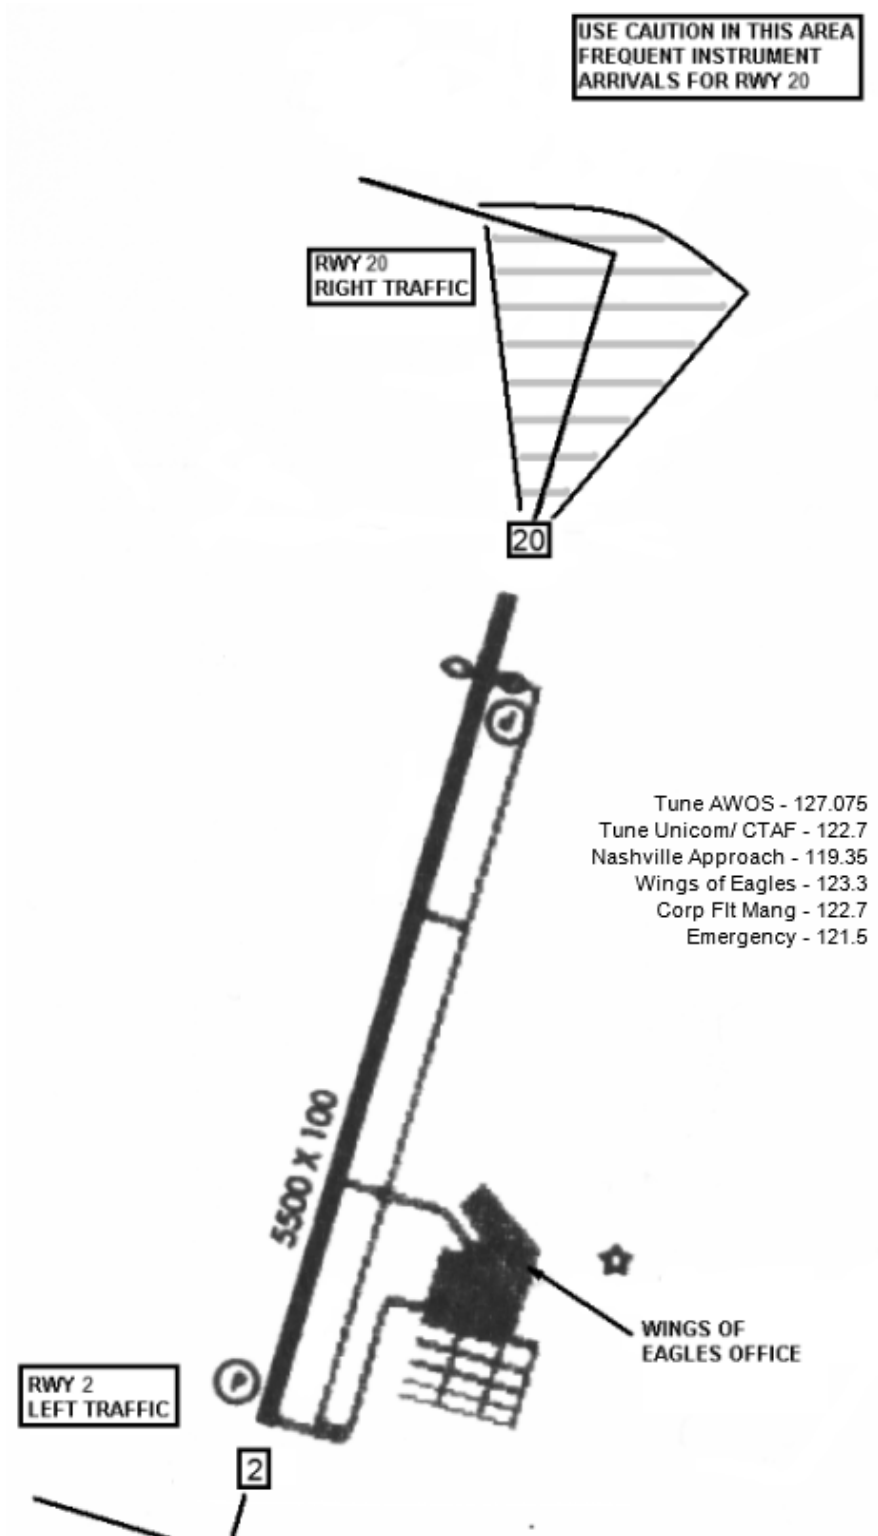 USE CAUTION IN THIS AREA
FREQUENT INSTRUMENT
ARRIVALS FOR RWY 20
RWY 20
RIGHT TRAFFIC
20
Tune AWOS - 127.075
Tune Unicom/ CTAF - 122.7
Nashville Approach - 119.35
Wings of Eagles - 123.3
Corp Flt Mang - 122.7
Emergency - 121.5
5500 X 100
WINGS OF
EAGLES OFFICE
RWY 2
LEFT TRAFFIC
P
2